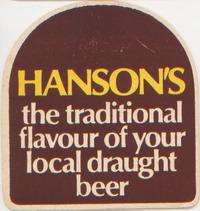 HANSON'S
the traditional
flavour of your
local draught
beer